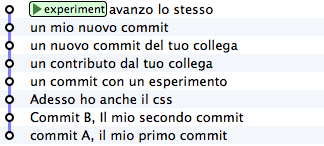 experiment avanzo lo stesso
un mio nuovo commit
un nuovo commit del tuo collega
un contributo dal tuo collega
un commit con un esperimento
Adesso ho anche il css
Commit B, Il mio secondo commit
commit A, il mio primo commit